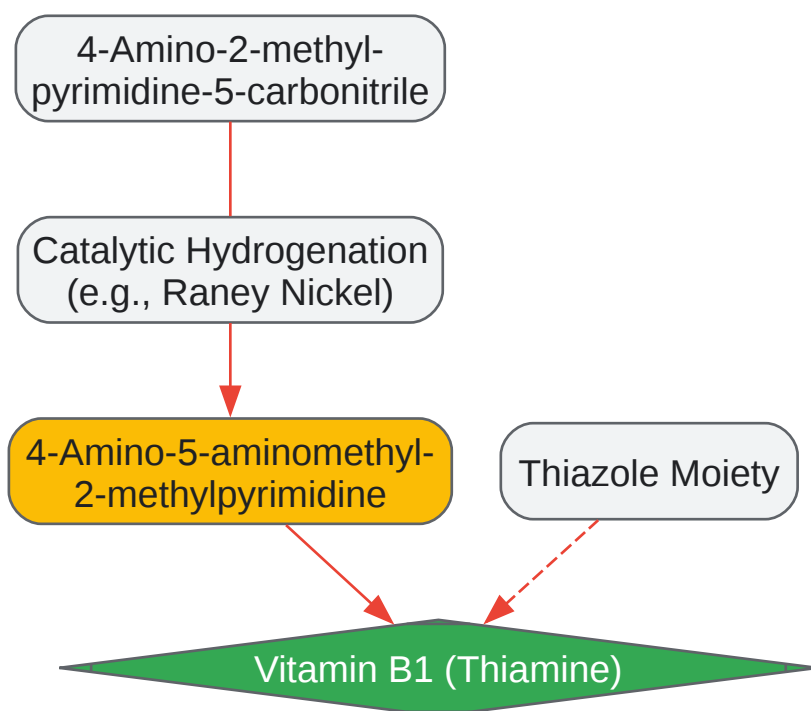 4-Amino-2-methyl-
pyrimidine-5-carbonitrile
Catalytic Hydrogenation
(e.g., Raney Nickel)
4-Amino-5-aminomethyl-
2-methylpyrimidine
Thiazole Moiety
Vitamin B1 (Thiamine)